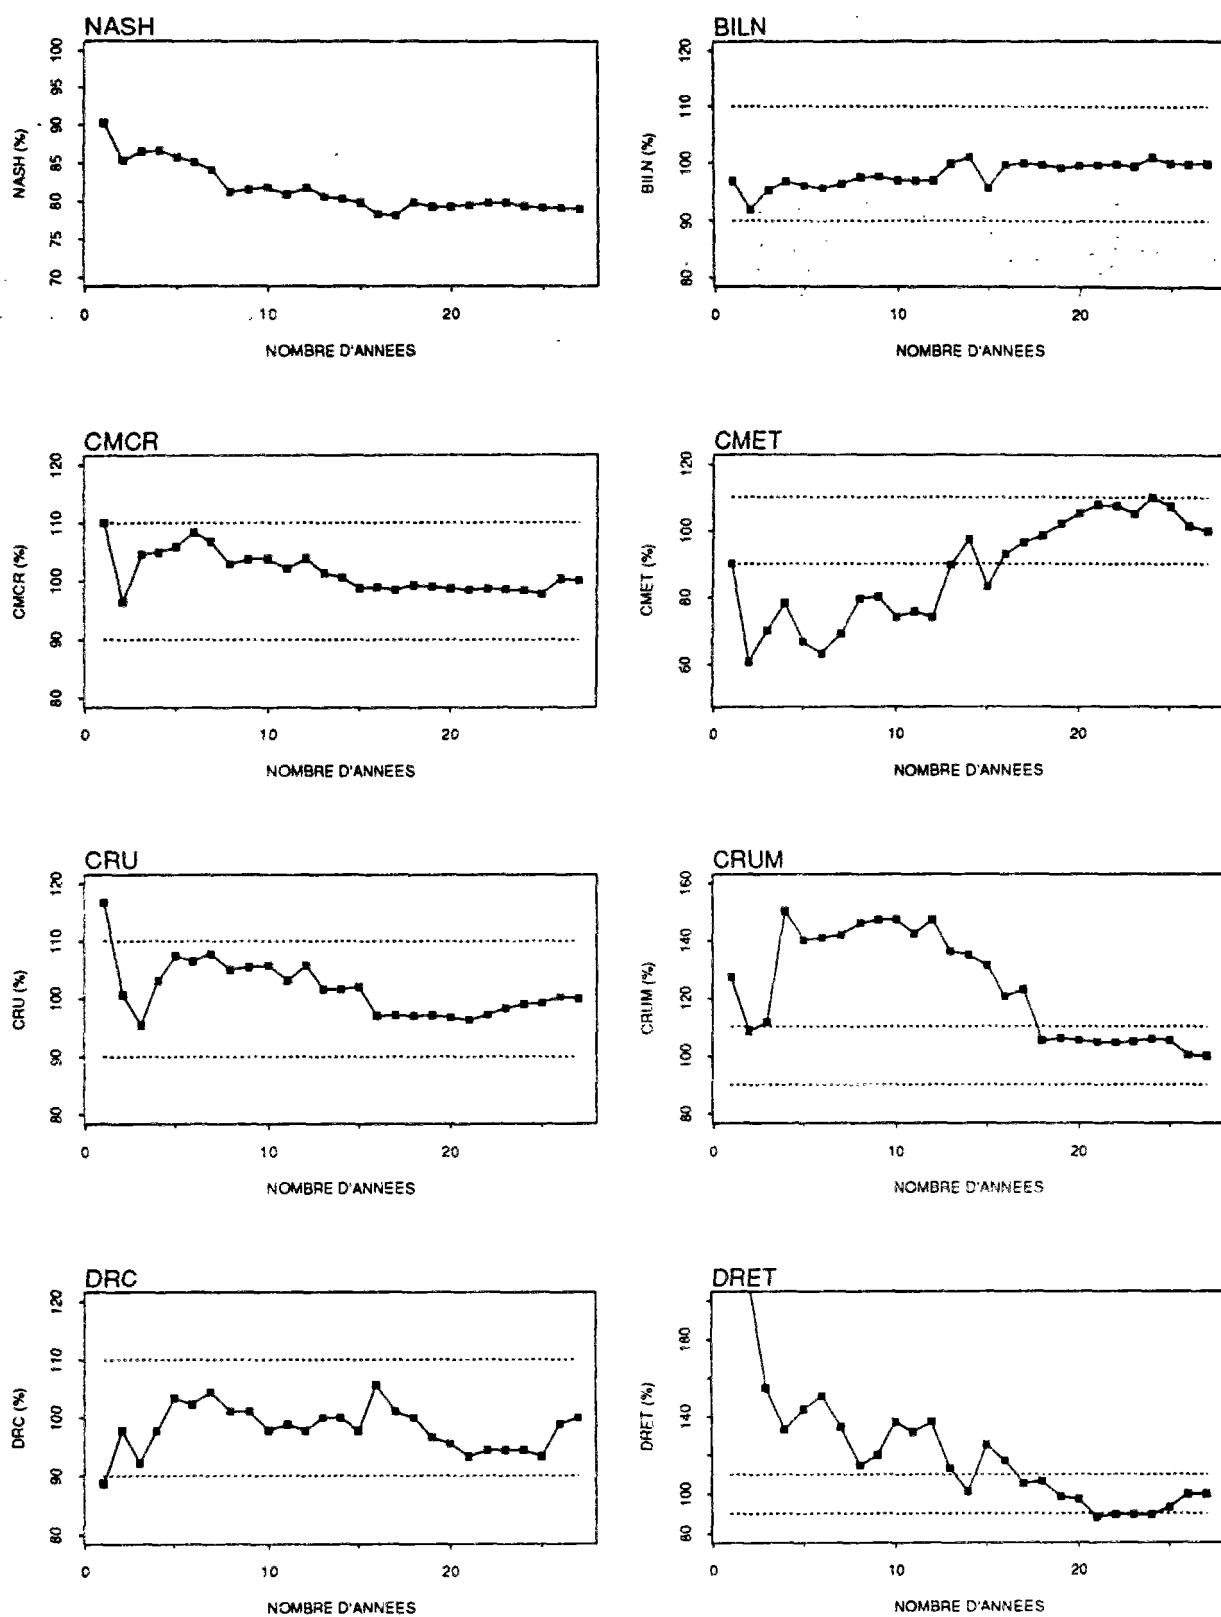 NASH
NASH (%)
100
95
90
85
80
75
70
0
10
20
NOMBRE D'ANNEES
BILN
BILN (%)
120
110
100
90
80
0
10
20
NOMBRE D'ANNEES
CMCR
CMCR (%)
120
110
100
90
80
0
10
20
NOMBRE D'ANNEES
CMET
CMET (%)
120
100
80
60
0
10
20
NOMBRE D'ANNEES
CRU
CRU (%)
120
110
100
90
80
0
10
20
NOMBRE D'ANNEES
CRUM
CRUM (%)
160
140
120
100
80
0
10
20
NOMBRE D'ANNEES
DRC
DRC (%)
120
110
100
90
80
0
10
20
NOMBRE D'ANNEES
DRET
DRET (%)
180
140
100
80
0
10
20
NOMBRE D'ANNEES